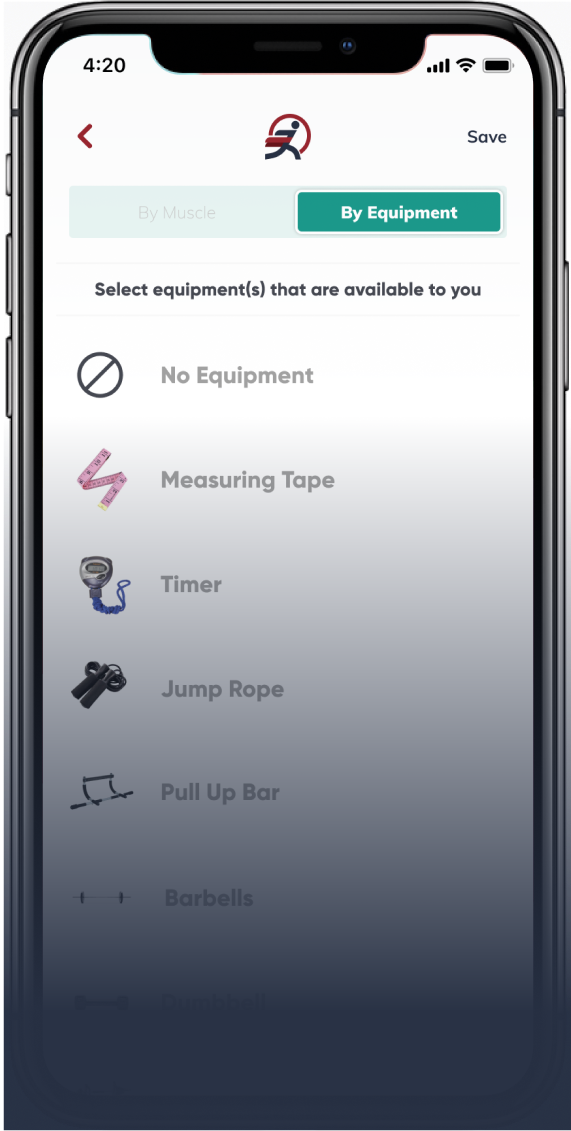 4:20
Save
By Muscle
By Equipment
Select equipment(s) that are available to you
No Equipment
Measuring Tape
Timer
Jump Rope
Pull Up Bar
Barbells
Dumbbell